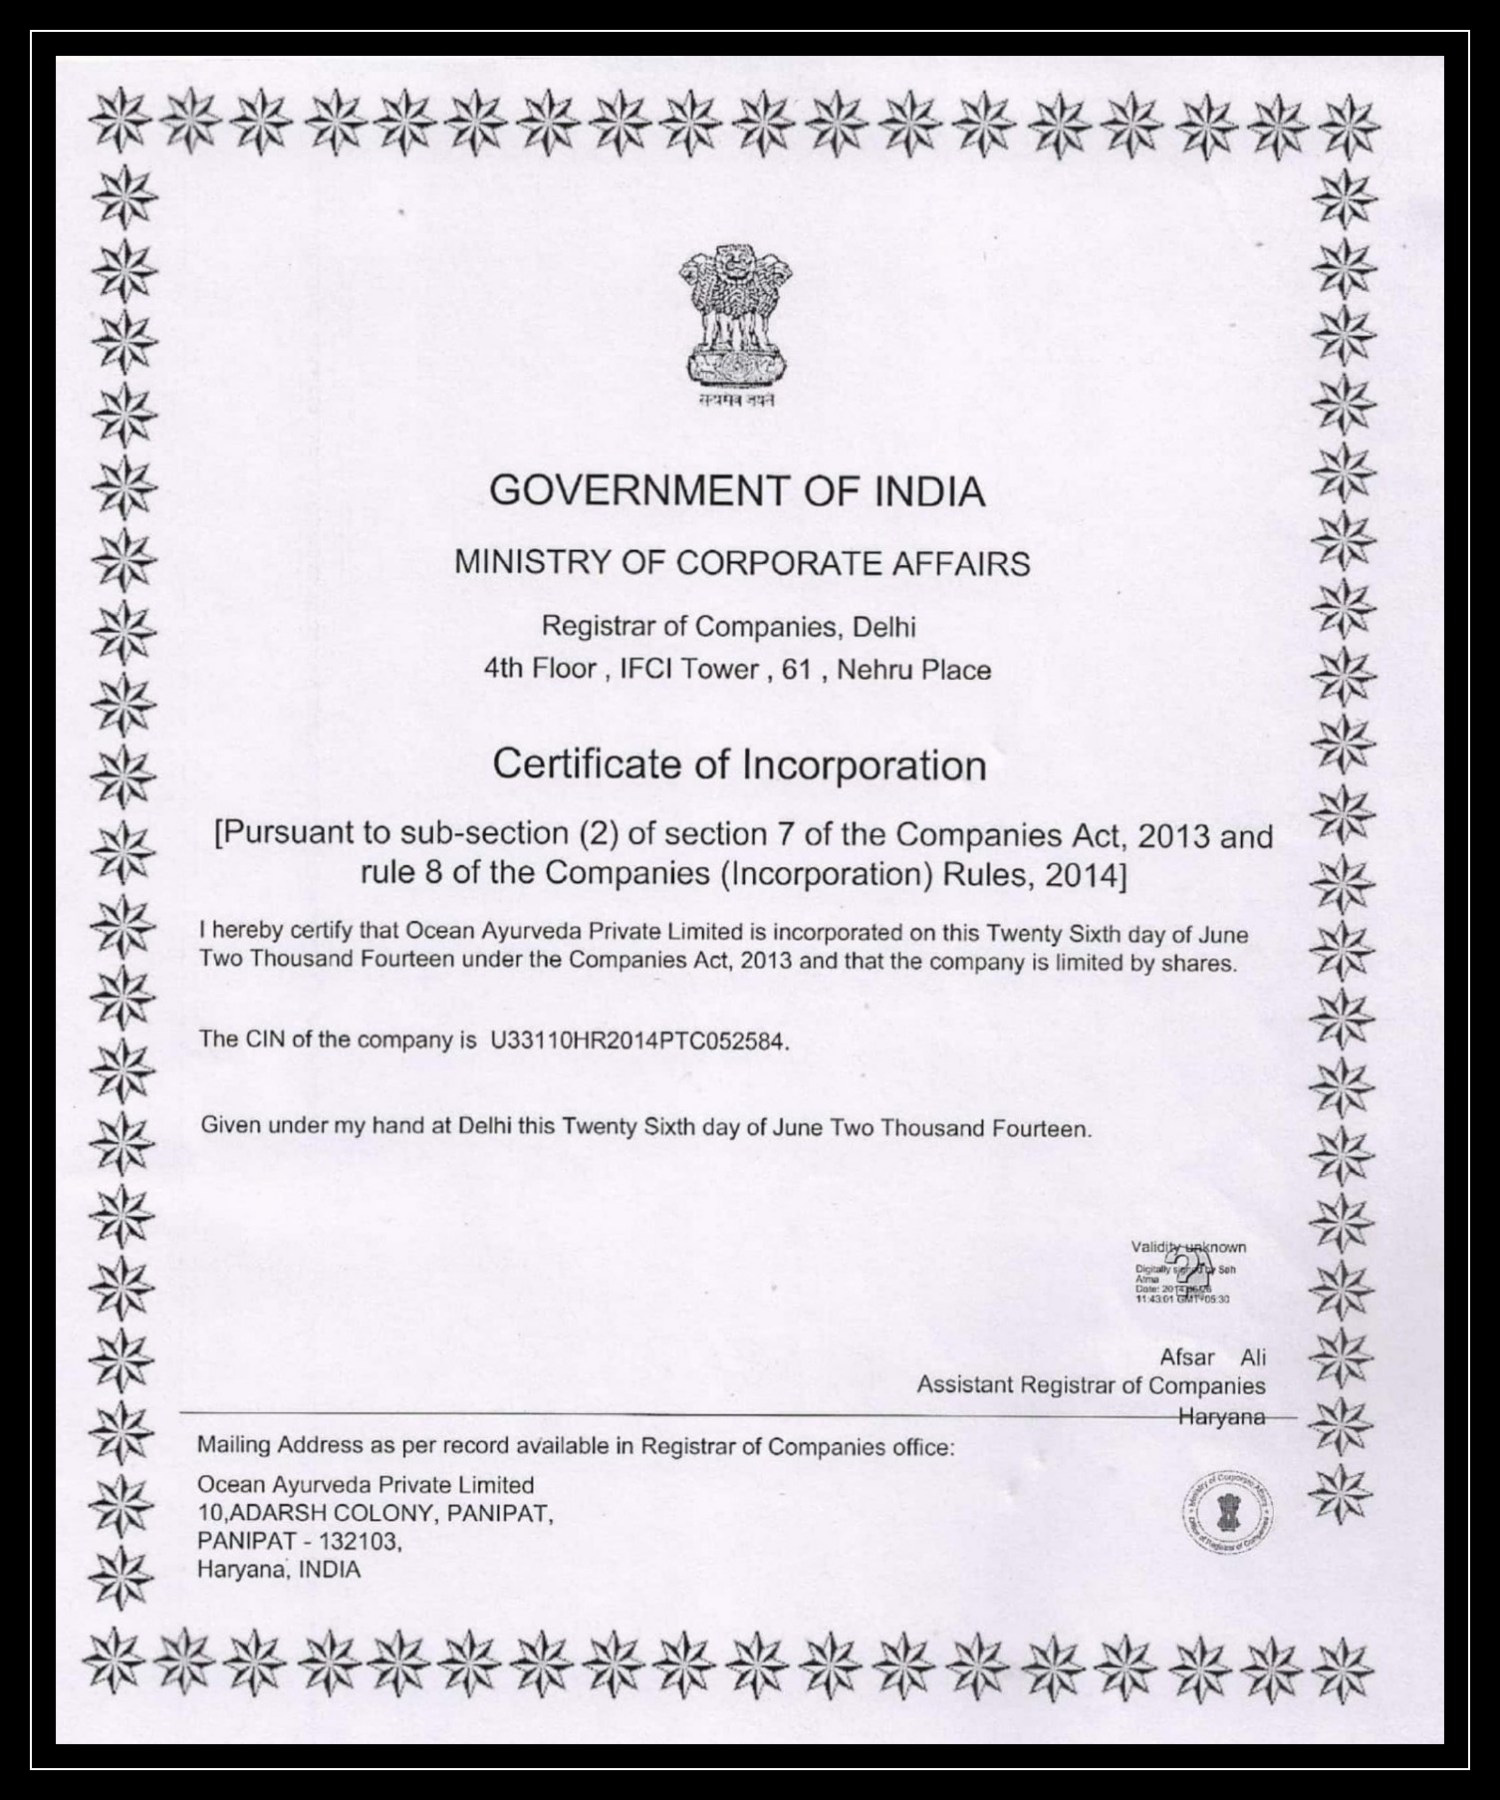 सत्यमेव जयते
GOVERNMENT OF INDIA
MINISTRY OF CORPORATE AFFAIRS
Registrar of Companies, Delhi
4th Floor , IFCI Tower , 61 , Nehru Place
Certificate of Incorporation
[Pursuant to sub-section (2) of section 7 of the Companies Act, 2013 and
rule 8 of the Companies (Incorporation) Rules, 2014]
I hereby certify that Ocean Ayurveda Private Limited is incorporated on this Twenty Sixth day of June
Two Thousand Fourteen under the Companies Act, 2013 and that the company is limited by shares.
The CIN of the company is U33110HR2014PTC052584.
Given under my hand at Delhi this Twenty Sixth day of June Two Thousand Fourteen.
Validity unknown
Digitally signed by
Date:
11:43:01 GMT+05:30
Afsar Ali
Assistant Registrar of Companies
Haryana
Mailing Address as per record available in Registrar of Companies office:
Ocean Ayurveda Private Limited
10,ADARSH COLONY, PANIPAT,
PANIPAT - 132103,
Haryana, INDIA
Ministry of Corporate Affairs
Office of Registrar of Companies